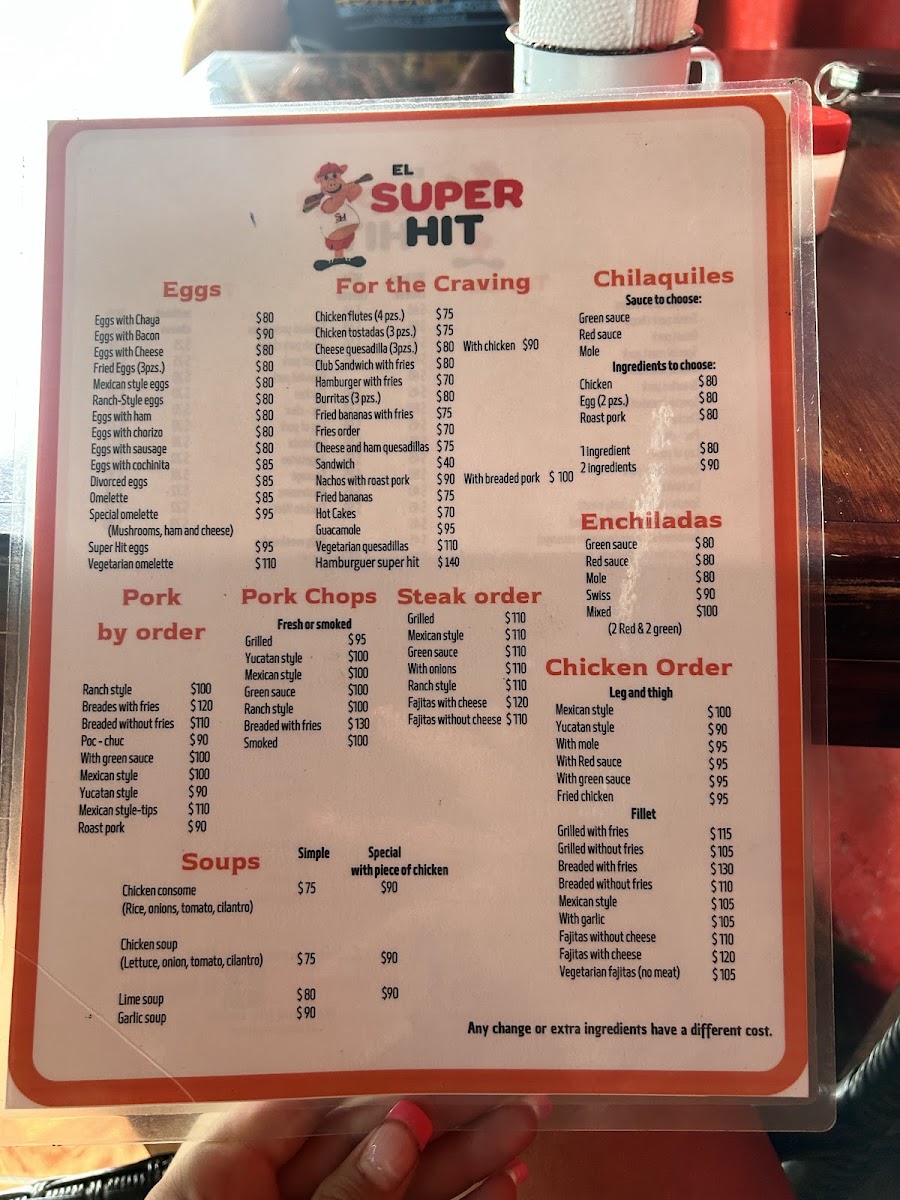 EL
SUPER
HIT
Eggs
Eggs with Chaya $80
Eggs with Bacon $90
Eggs with Cheese $80
Fried Eggs (3pzs.) $80
Mexican style eggs $80
Ranch-Style eggs $80
Eggs with ham $80
Eggs with chorizo $80
Eggs with sausage $80
Eggs with cochinita $85
Divorced eggs $85
Omelette $85
Special omelette $95
(Mushrooms, ham and cheese)
Super Hit eggs $95
Vegetarian omelette $110
For the Craving
Chicken flutes (4 pzs.) $75
Chicken tostadas (3 pzs.) $75
Cheese quesadilla (3pzs.) $80 With chicken $90
Club Sandwich with fries $80
Hamburger with fries $70
Burritas (3 pzs.) $80
Fried bananas with fries $75
Fries order $70
Cheese and ham quesadillas $75
Sandwich $40
Nachos with roast pork $90 With breaded pork $100
Fried bananas $75
Hot Cakes $70
Guacamole $95
Vegetarian quesadillas $110
Hamburguer super hit $140
Chilaquiles
Sauce to choose:
Green sauce
Red sauce
Mole
Ingredients to choose:
Chicken $80
Egg (2 pzs.) $80
Roast pork $80
1 Ingredient $80
2 ingredients $90
Enchiladas
Green sauce $80
Red sauce $80
Mole $80
Swiss $90
Mixed $100
(2 Red & 2 green)
Pork
by order
Ranch style $100
Breades with fries $120
Breaded without fries $110
Poc - chuc $90
With green sauce $100
Mexican style $100
Yucatan style $90
Mexican style-tips $110
Roast pork $90
Pork Chops
Fresh or smoked
Grilled $95
Yucatan style $100
Mexican style $100
Green sauce $100
Ranch style $100
Breaded with fries $130
Smoked $100
Steak order
Grilled $110
Mexican style $110
Green sauce $110
With onions $110
Ranch style $110
Fajitas with cheese $120
Fajitas without cheese $110
Chicken Order
Leg and thigh
Mexican style $100
Yucatan style $90
With mole $95
With Red sauce $95
With green sauce $95
Fried chicken $95
Fillet
Grilled with fries $115
Grilled without fries $105
Breaded with fries $130
Breaded without fries $110
Mexican style $105
With garlic $105
Fajitas without cheese $110
Fajitas with cheese $120
Vegetarian fajitas (no meat) $105
Soups
Simple Special
with piece of chicken
Chicken consome $75 $90
(Rice, onions, tomato, cilantro)
Chicken soup
(Lettuce, onion, tomato, cilantro) $75 $90
Lime soup $80 $90
Garlic soup $90
Any change or extra ingredients have a different cost.